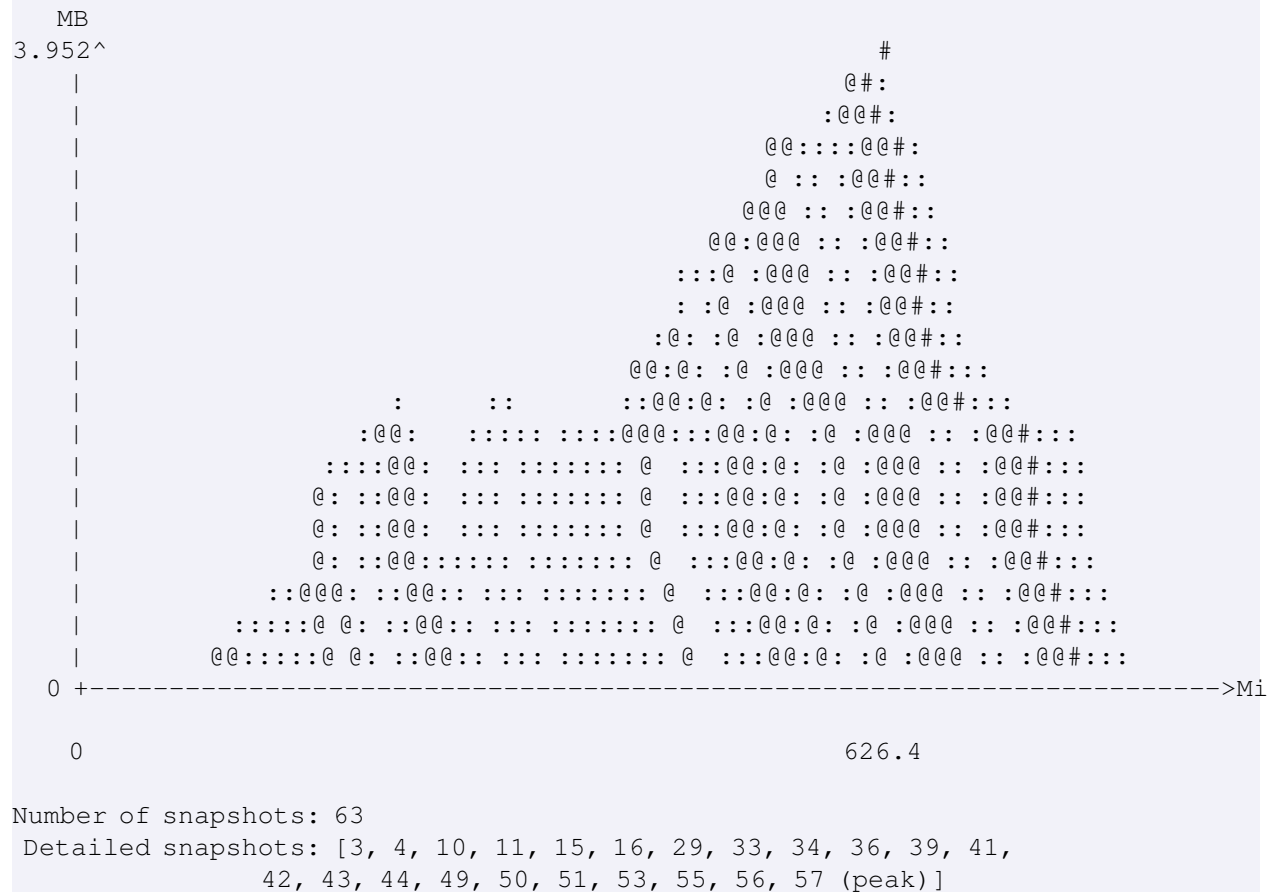 MB
3.952^ #
| @#:
| :@@#:
| @@::::@@#:
| @ :: :@@#::
| @@@ :: :@@#::
| @@:@@@ :: :@@#::
| :::@ :@@@ :: :@@#::
| : :@ :@@@ :: :@@#::
| :@: :@ :@@@ :: :@@#::
| @@:@: :@ :@@@ :: :@@#:::
| : :: ::@@:@: :@ :@@@ :: :@@#:::
| :@@: ::::: ::::@@@:::@@:@: :@ :@@@ :: :@@#:::
| ::::@@: ::: ::::::: @ :::@@:@: :@ :@@@ :: :@@#:::
| @: ::@@: ::: ::::::: @ :::@@:@: :@ :@@@ :: :@@#:::
| @: ::@@: ::: ::::::: @ :::@@:@: :@ :@@@ :: :@@#:::
| @: ::@@:::::: ::::::: @ :::@@:@: :@ :@@@ :: :@@#:::
| ::@@@: ::@@:: ::: ::::::: @ :::@@:@: :@ :@@@ :: :@@#:::
| :::::@ @: ::@@:: ::: ::::::: @ :::@@:@: :@ :@@@ :: :@@#:::
| @@:::::@ @: ::@@:: ::: ::::::: @ :::@@:@: :@ :@@@ :: :@@#:::
0 +----------------------------------------------------------------------->Mi
0 626.4
Number of snapshots: 63
Detailed snapshots: [3, 4, 10, 11, 15, 16, 29, 33, 34, 36, 39, 41,
42, 43, 44, 49, 50, 51, 53, 55, 56, 57 (peak)]